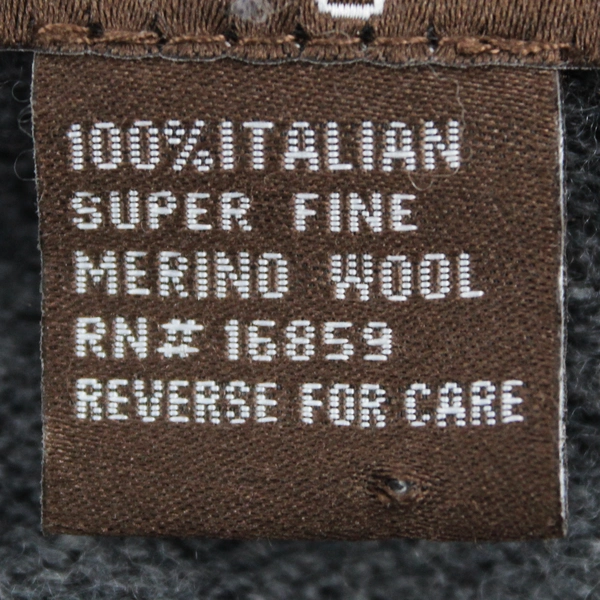 100% ITALIAN
SUPER FINE
MERINO WOOL
RN# 16859
REVERSE FOR CARE